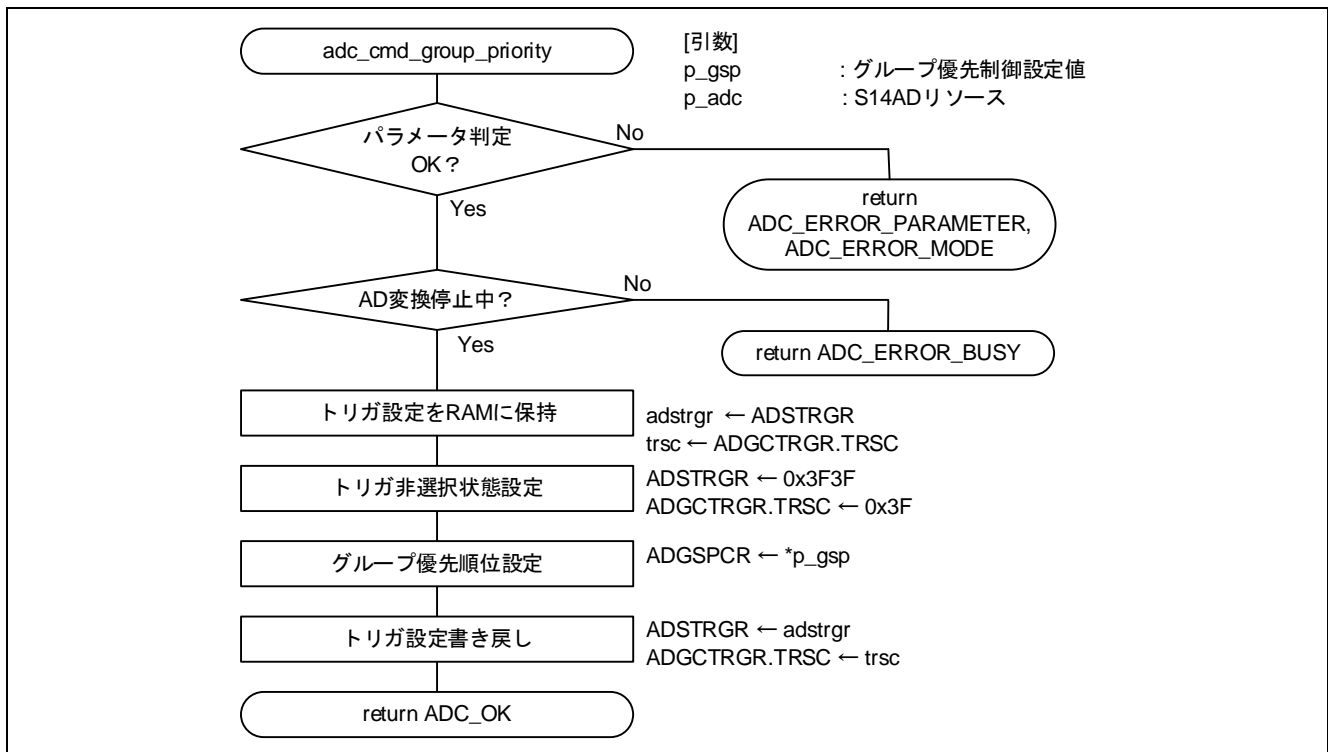 adc_cmd_group_priority
[引数]
p_gsp : グループ優先制御設定値
p_adc : S14ADリソース
パラメータ判定
OK？
No
Yes
return
ADC_ERROR_PARAMETER,
ADC_ERROR_MODE
AD変換停止中？
No
Yes
return ADC_ERROR_BUSY
トリガ設定をRAMに保持
adstrgr ← ADSTRGR
trsc ← ADGCTRGR.TRSC
トリガ非選択状態設定
ADSTRGR ← 0x3F3F
ADGCTRGR.TRSC ← 0x3F
グループ優先順位設定
ADGSPCR ← *p_gsp
トリガ設定書き戻し
ADSTRGR ← adstrgr
ADGCTRGR.TRSC ← trsc
return ADC_OK